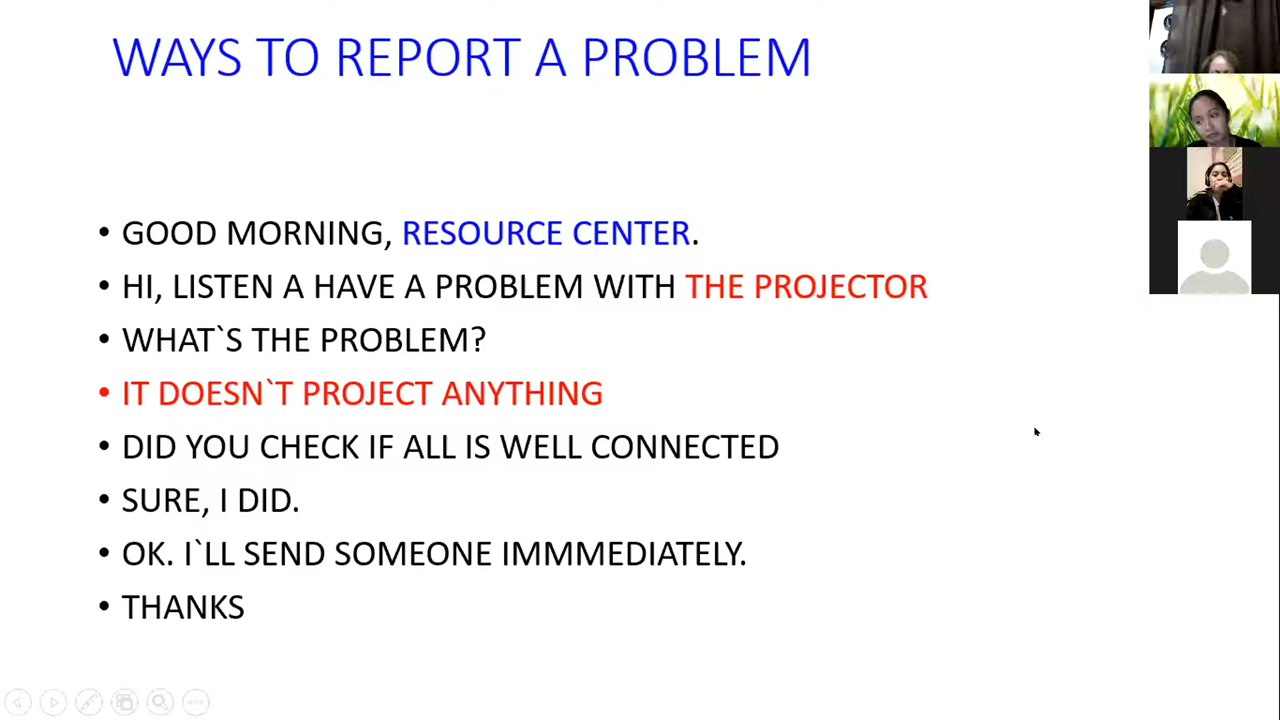 WAYS TO REPORT A PROBLEM
• GOOD MORNING, RESOURCE CENTER.
• HI, LISTEN A HAVE A PROBLEM WITH THE PROJECTOR
• WHAT`S THE PROBLEM?
• IT DOESN`T PROJECT ANYTHING
• DID YOU CHECK IF ALL IS WELL CONNECTED
• SURE, I DID.
• OK. I`LL SEND SOMEONE IMMMEDIATELY.
• THANKS